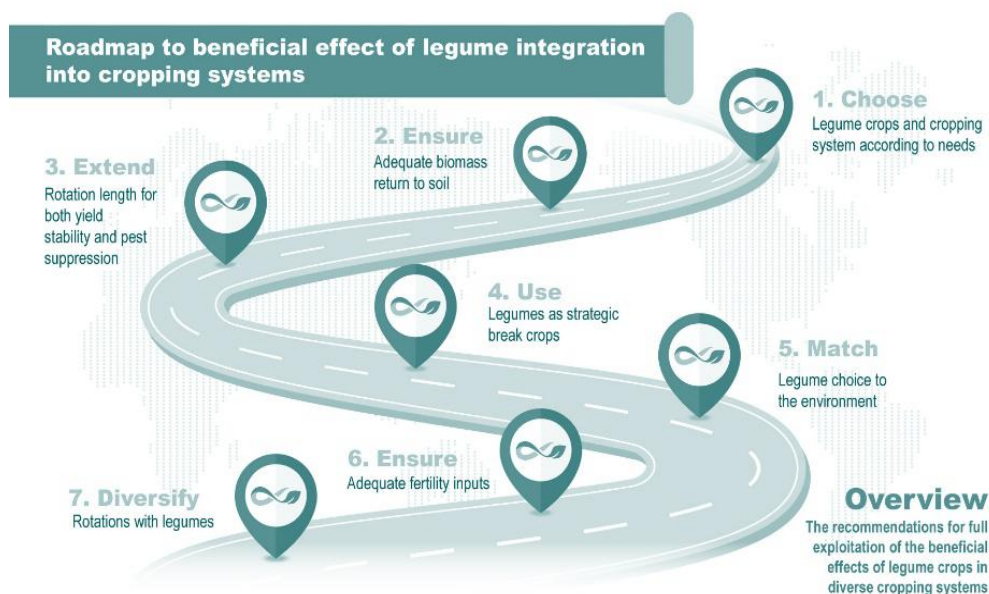 Roadmap to beneficial effect of legume integration
into cropping systems
1. Choose
Legume crops and cropping
system according to needs
2. Ensure
Adequate biomass
return to soil
3. Extend
Rotation length for
both yield
stability and pest
suppression
4. Use
Legumes as strategic
break crops
5. Match
Legume choice to
the environment
6. Ensure
Adequate fertility inputs
7. Diversify
Rotations with legumes
Overview
The recommendations for full
exploitation of the beneficial
effects of legume crops in
diverse cropping systems